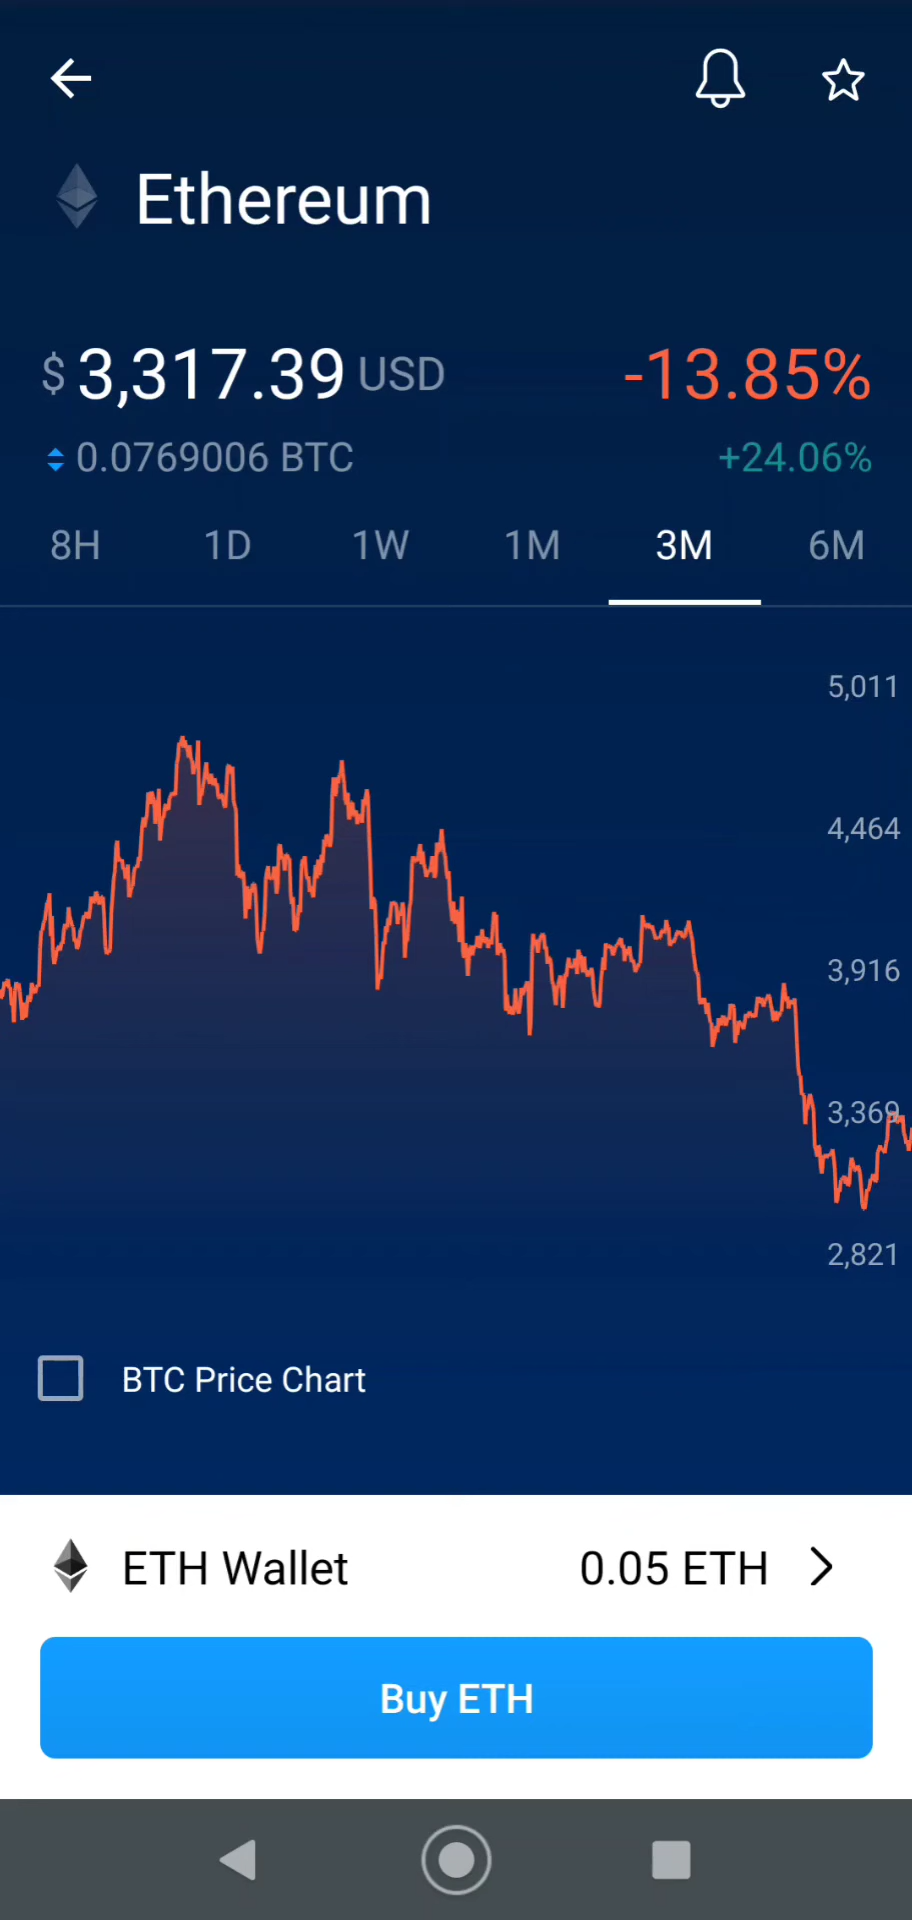 Ethereum
$ 3,317.39 USD -13.85%
0.0769006 BTC +24.06%
8H 1D 1W 1M 3M 6M
5,011
4,464
3,916
3,369
2,821
BTC Price Chart
ETH Wallet 0.05 ETH
Buy ETH